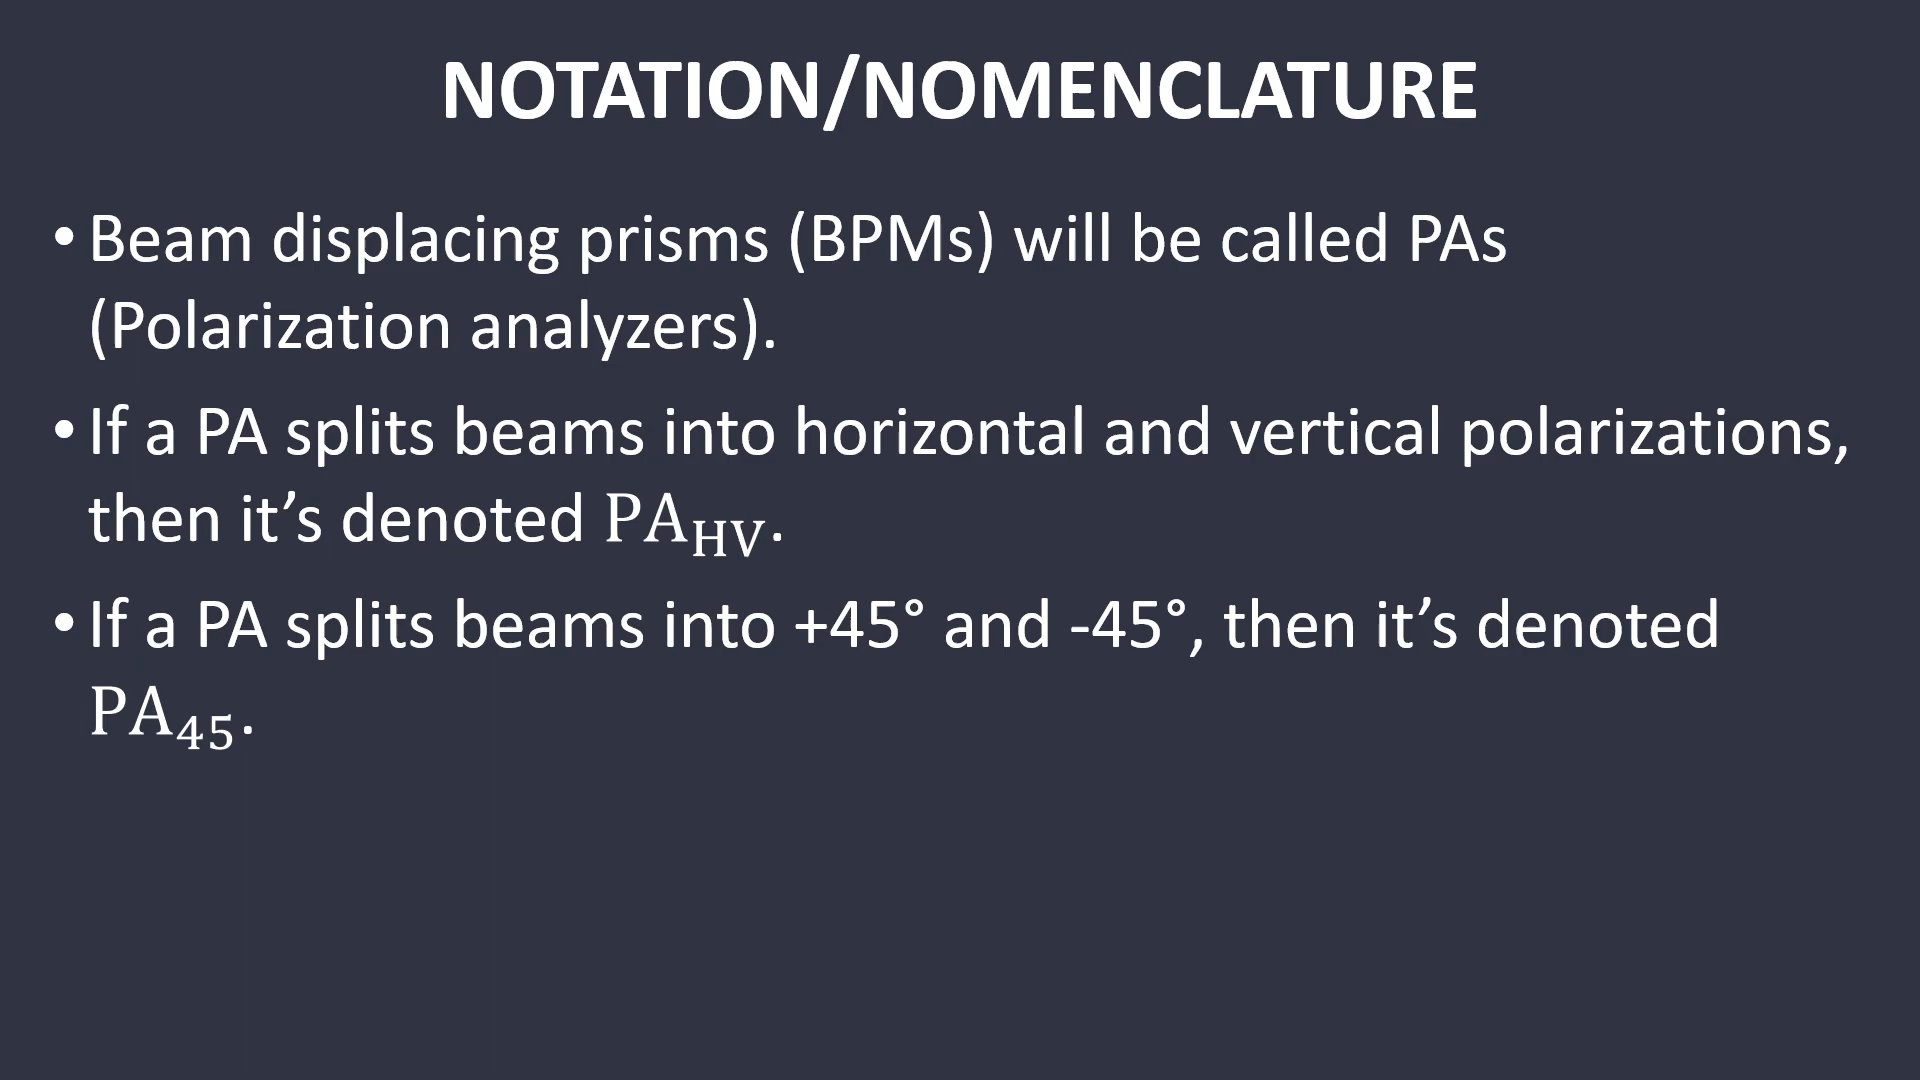 NOTATION/NOMENCLATURE
• Beam displacing prisms (BPMs) will be called PAs
(Polarization analyzers).
• If a PA splits beams into horizontal and vertical polarizations,
then it’s denoted PA_HV.
• If a PA splits beams into +45° and -45°, then it’s denoted
PA₄₅.